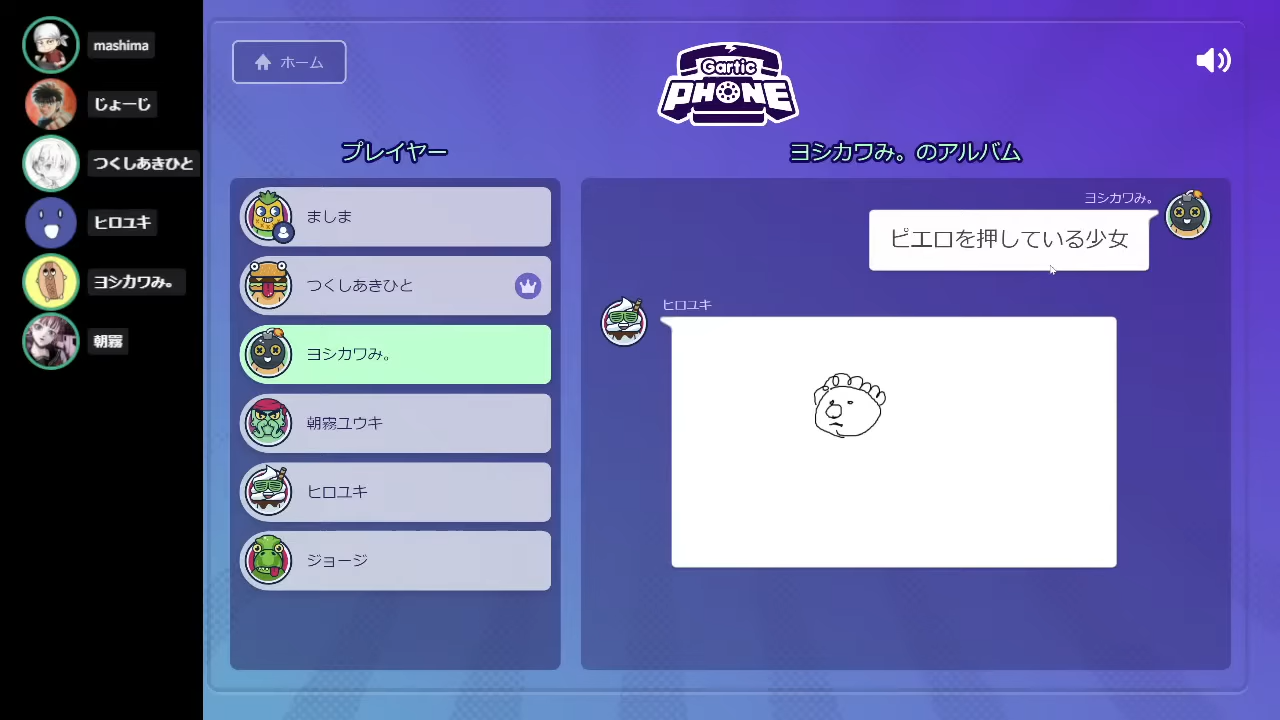 mashima
じょーじ
つくしあきひと
ヒロユキ
ヨシカワみ。
朝霧
ホーム
Gartic
PHONE
プレイヤー
ましま
つくしあきひと
ヨシカワみ。
朝霧ユウキ
ヒロユキ
ジョージ
ヨシカワみ。のアルバム
ヨシカワみ。
ピエロを押している少女
ヒロユキ